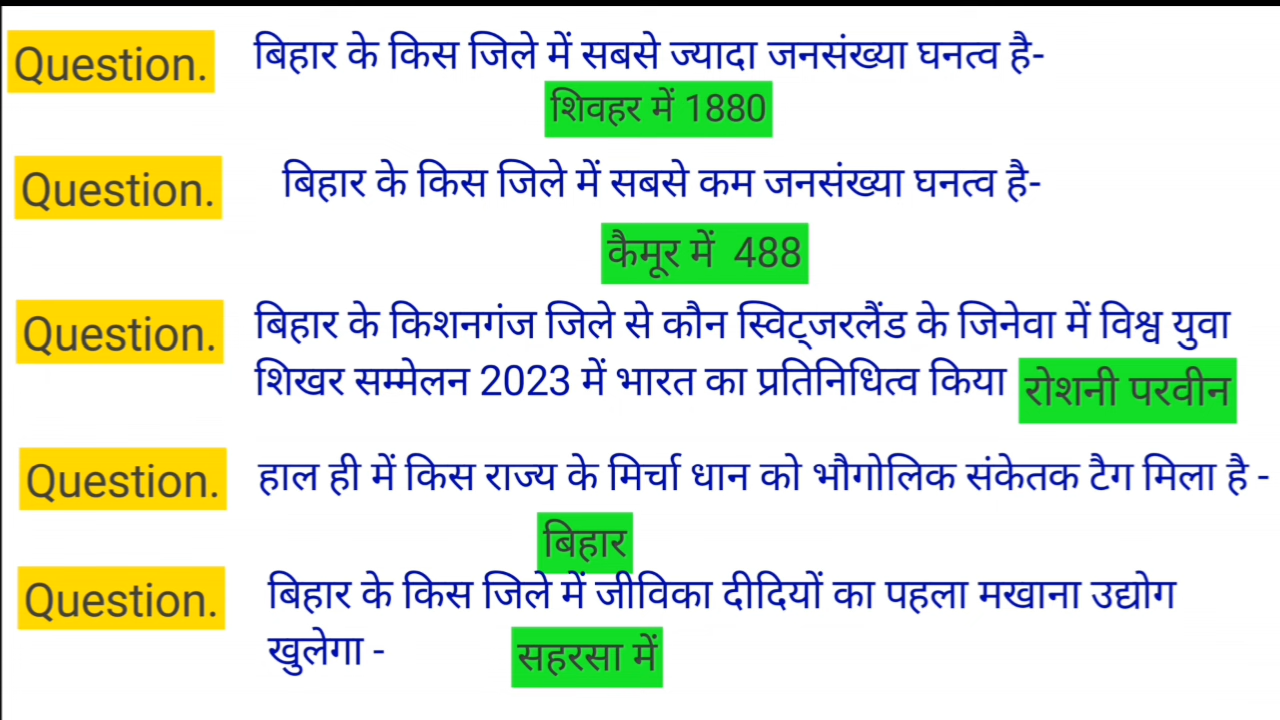 Question. बिहार के किस जिले में सबसे ज्यादा जनसंख्या घनत्व है-
शिवहर में 1880
Question. बिहार के किस जिले में सबसे कम जनसंख्या घनत्व है-
कैमूर में 488
Question. बिहार के किशनगंज जिले से कौन स्विट्जरलैंड के जिनेवा में विश्व युवा
शिखर सम्मेलन 2023 में भारत का प्रतिनिधित्व किया रोशनी परवीन
Question. हाल ही में किस राज्य के मिर्चा धान को भौगोलिक संकेतक टैग मिला है -
बिहार
Question. बिहार के किस जिले में जीविका दीदियों का पहला मखाना उद्योग
खुलेगा - सहरसा में